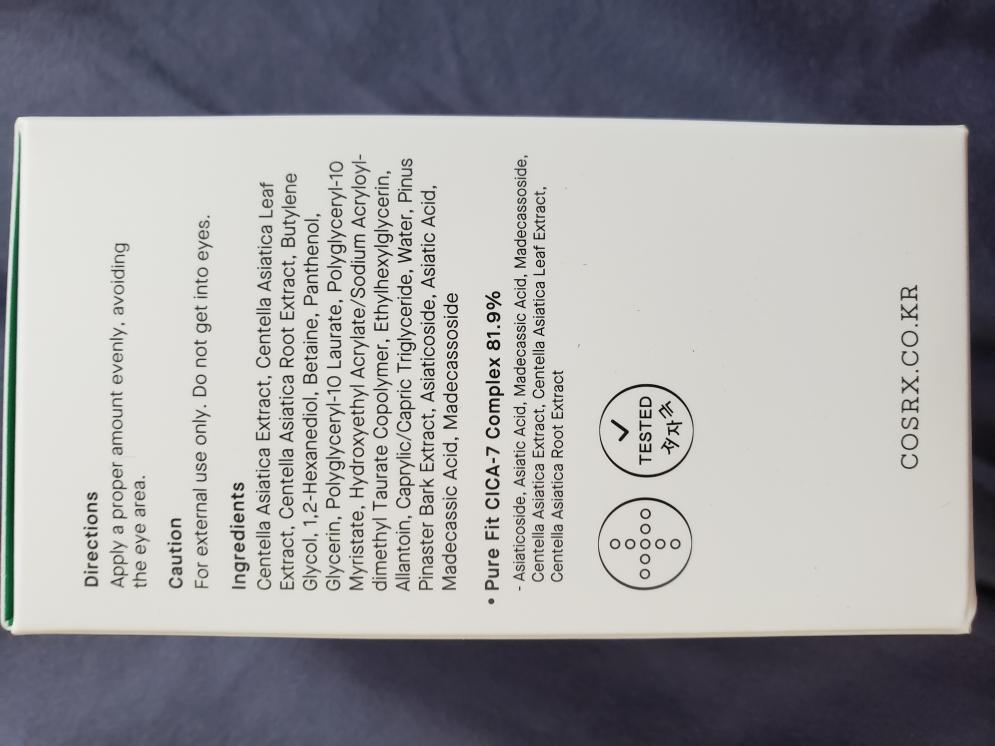 Directions
Apply a proper amount evenly, avoiding
the eye area.
Caution
For external use only. Do not get into eyes.
Ingredients
Centella Asiatica Extract, Centella Asiatica Leaf
Extract, Centella Asiatica Root Extract, Butylene
Glycol, 1,2-Hexanediol, Betaine, Panthenol,
Glycerin, Polyglyceryl-10 Laurate, Polyglyceryl-10
Myristate, Hydroxyethyl Acrylate/Sodium Acryloyl-
dimethyl Taurate Copolymer, Ethylhexylglycerin,
Allantoin, Caprylic/Capric Triglyceride, Water, Pinus
Pinaster Bark Extract, Asiaticoside, Asiatic Acid,
Madecassic Acid, Madecassoside
• Pure Fit CICA-7 Complex 81.9%
- Asiaticoside, Asiatic Acid, Madecassic Acid, Madecassoside,
Centella Asiatica Extract, Centella Asiatica Leaf Extract,
Centella Asiatica Root Extract
TESTED
COSRX.CO.KR